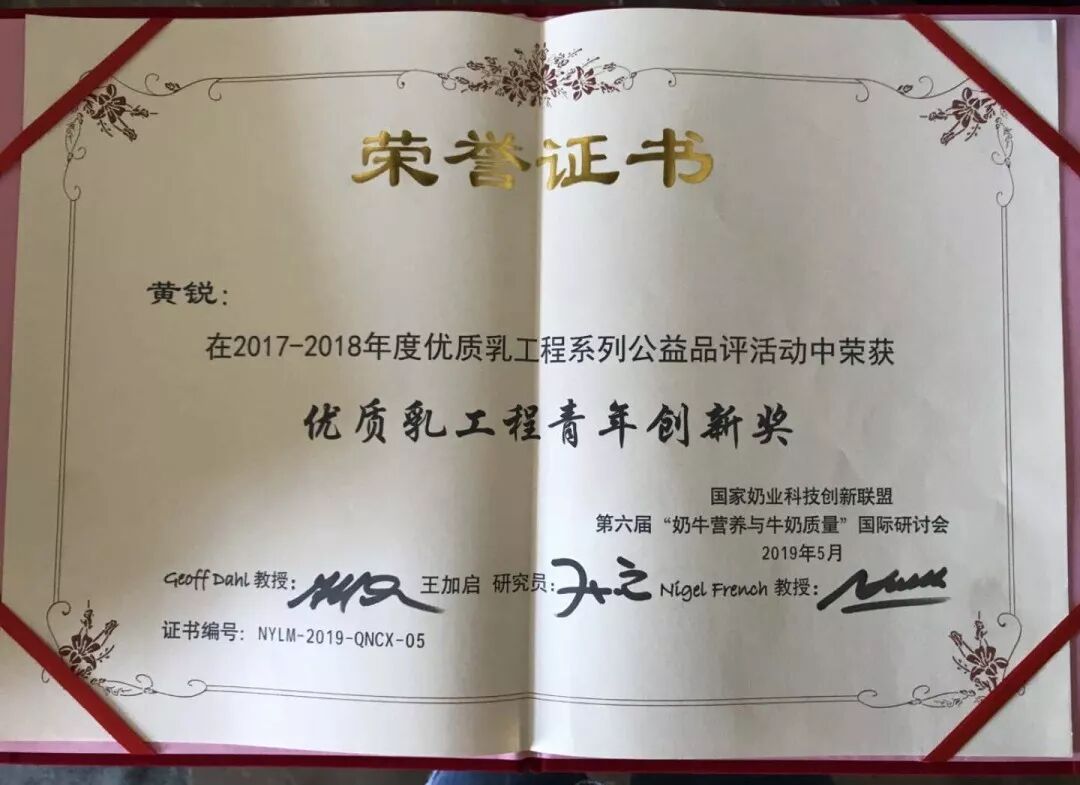 荣誉证书
黄锐：
在2017-2018年度优质乳工程系列公益品评活动中荣获
优质乳工程青年创新奖
国家奶业科技创新联盟
第六届“奶牛营养与牛奶质量”国际研讨会
2019年5月
Geoff Dahl 教授： 王加启 研究员： Nigel French 教授：
证书编号：NYLM-2019-QNCX-05